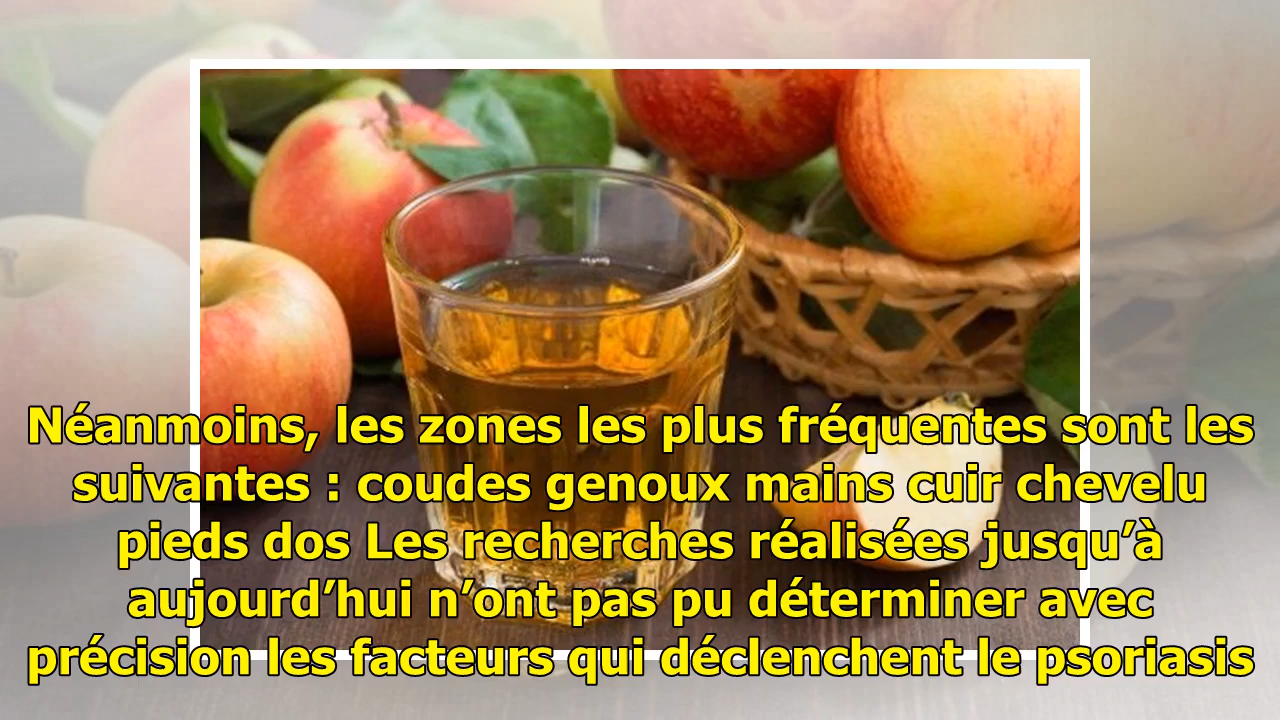 Néanmoins, les zones les plus fréquentes sont les
suivantes : coudes genoux mains cuir chevelu
pieds dos Les recherches réalisées jusqu’à
aujourd’hui n’ont pas pu déterminer avec
précision les facteurs qui déclenchent le psoriasis